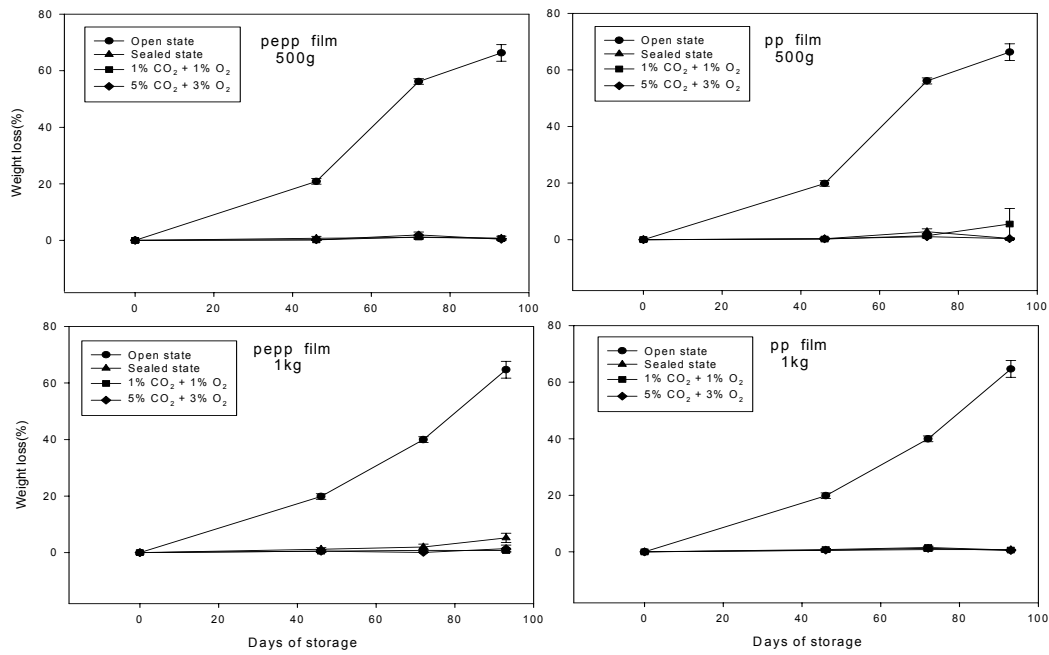 80
60
40
20
0
Weight loss(%)
Open state
Sealed state
1% CO2 + 1% O2
5% CO2 + 3% O2
pepp film
500g
0 20 40 60 80 100
80
60
40
20
0
Open state
Sealed state
1% CO2 + 1% O2
5% CO2 + 3% O2
pp film
500g
0 20 40 60 80 100
80
60
40
20
0
Weight loss(%)
Open state
Sealed state
1% CO2 + 1% O2
5% CO2 + 3% O2
pepp film
1kg
0 20 40 60 80 100
Days of storage
80
60
40
20
0
Open state
Sealed state
1% CO2 + 1% O2
5% CO2 + 3% O2
pp film
1kg
0 20 40 60 80 100
Days of storage